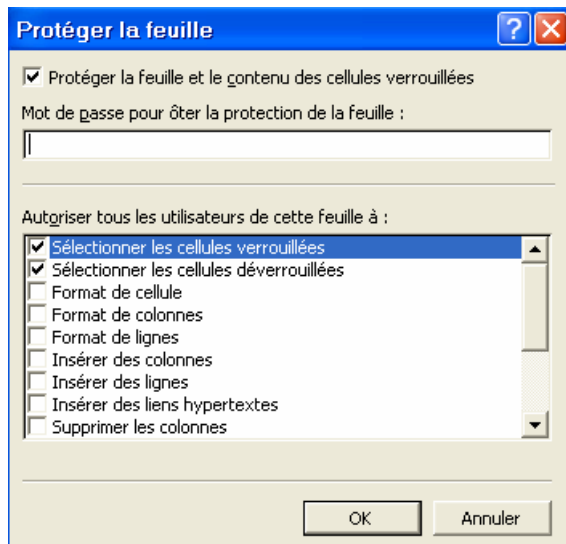 Protéger la feuille
Protéger la feuille et le contenu des cellules verrouillées
Mot de passe pour ôter la protection de la feuille :
Autoriser tous les utilisateurs de cette feuille à :
Sélectionner les cellules verrouillées
Sélectionner les cellules déverrouillées
Format de cellule
Format de colonnes
Format de lignes
Insérer des colonnes
Insérer des lignes
Insérer des liens hypertextes
Supprimer les colonnes
OK Annuler